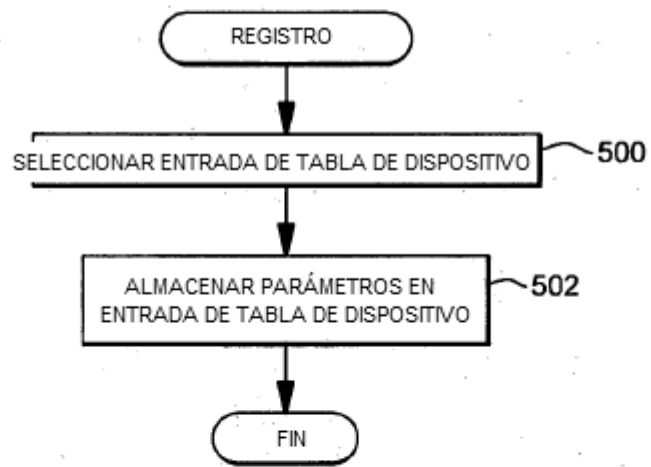 REGISTRO
SELECCIONAR ENTRADA DE TABLA DE DISPOSITIVO
500
ALMACENAR PARÁMETROS EN
ENTRADA DE TABLA DE DISPOSITIVO
502
FIN